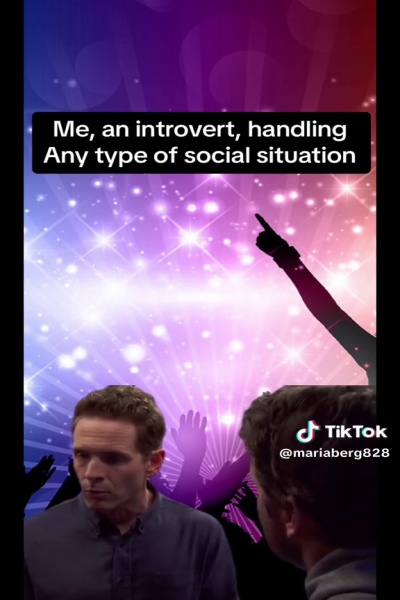 Me, an introvert, handling
Any type of social situation
TikTok
@mariaberg828